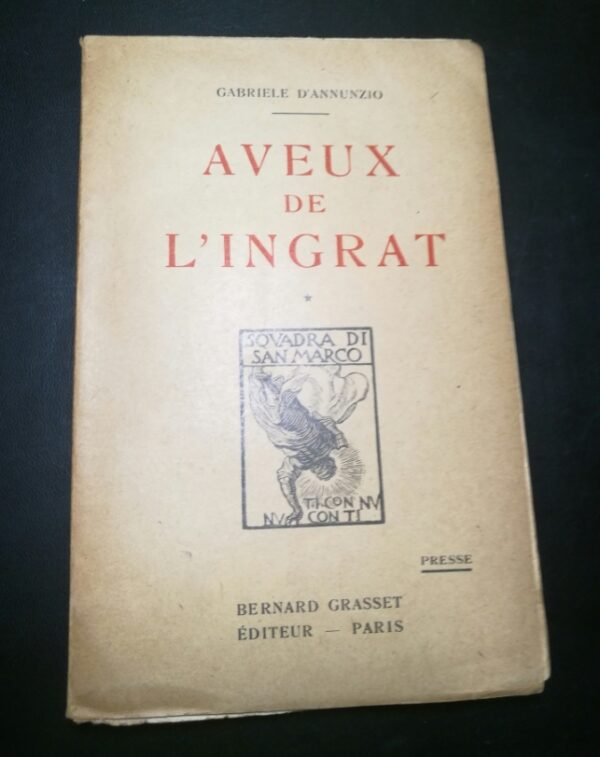 GABRIELE D'ANNUNZIO
AVEUX
DE
L'INGRAT
*
SQVADRA DI
SAN MARCO
TI CON NV
NV CON TI
PRESSE
BERNARD GRASSET
ÉDITEUR — PARIS